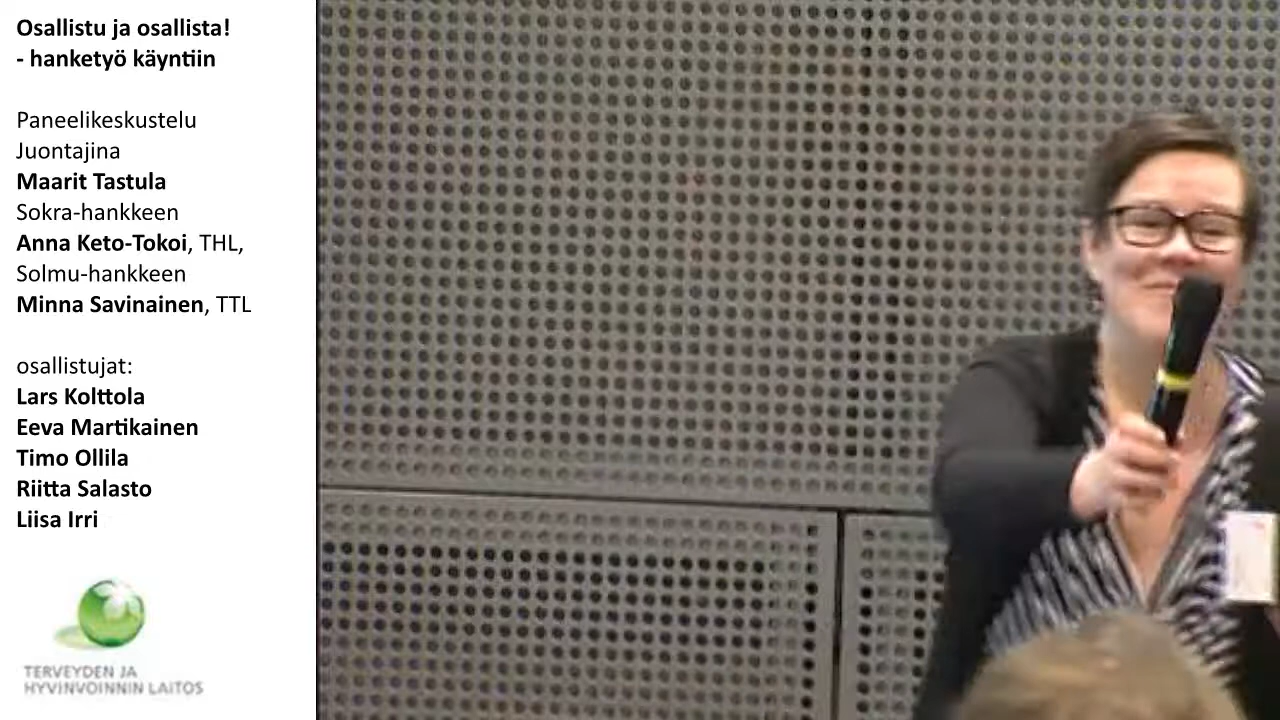 Osallistu ja osallista!
- hanketyö käyntiin
Paneelikeskustelu
Juontajina
Maarit Tastula
Sokra-hankkeen
Anna Keto-Tokoi, THL,
Solmu-hankkeen
Minna Savinainen, TTL
osallistujat:
Lars Kolttola
Eeva Martikainen
Timo Ollila
Riitta Salasto
Liisa Irri
TERVEYDEN JA
HYVINVOINNIN LAITOS